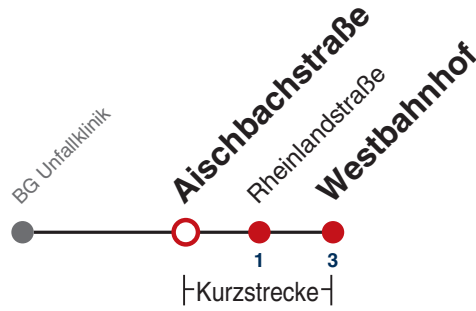 BG Unfallklinik
Aischbachstraße
Rheinlandstraße
Westbahnhof
1 3
Kurzstrecke